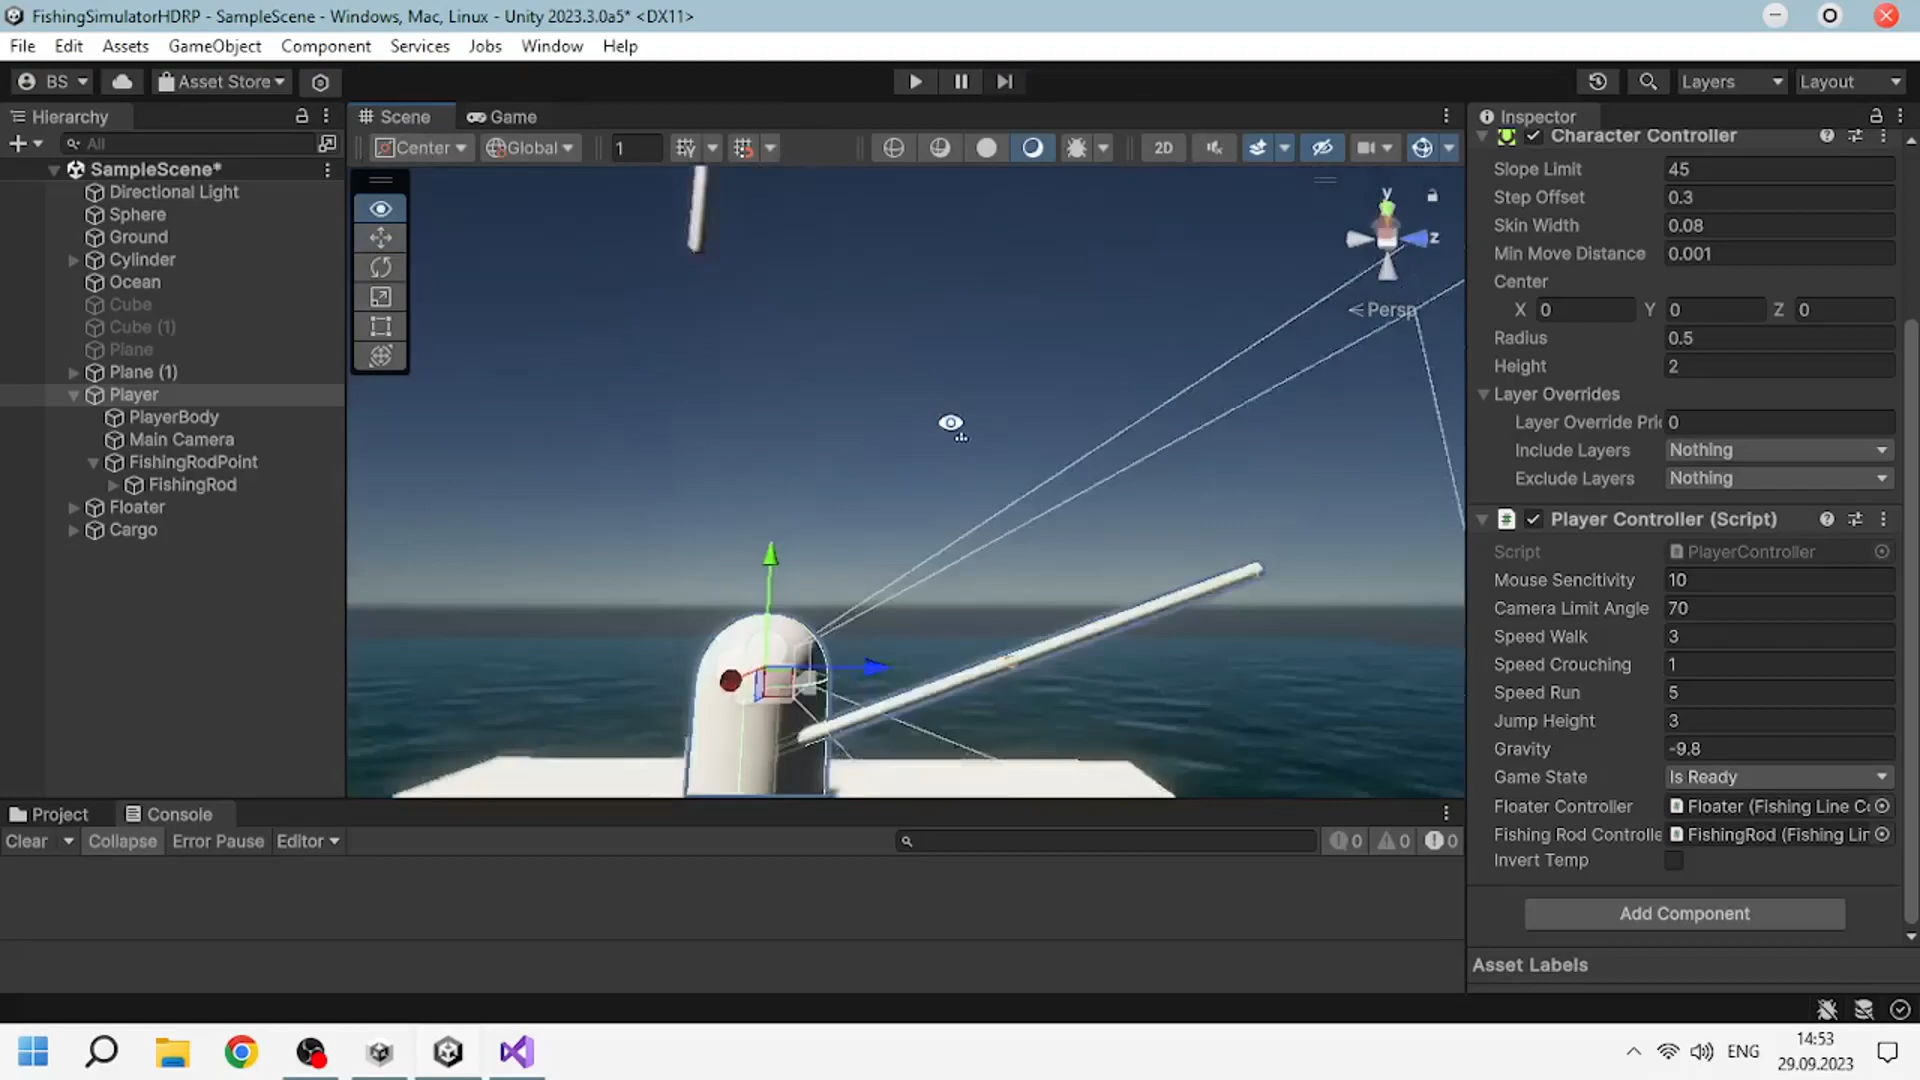 FishingSimulatorHDRP - SampleScene - Windows, Mac, Linux - Unity 2023.3.0a5* <DX11>
File Edit Assets GameObject Component Services Jobs Window Help
BS Asset Store Layers Layout
Hierarchy
All
SampleScene*
Directional Light
Sphere
Ground
Cylinder
Ocean
Cube
Cube (1)
Plane
Plane (1)
Player
PlayerBody
Main Camera
FishingRodPoint
FishingRod
Floater
Cargo
Scene Game
Center Global 1 2D
y
z
Persp
Inspector
Character Controller
Slope Limit 45
Step Offset 0.3
Skin Width 0.08
Min Move Distance 0.001
Center
X 0 Y 0 Z 0
Radius 0.5
Height 2
Layer Overrides
Layer Override Pri 0
Include Layers Nothing
Exclude Layers Nothing
Player Controller (Script)
Script PlayerController
Mouse Sencitivity 10
Camera Limit Angle 70
Speed Walk 3
Speed Crouching 1
Speed Run 5
Jump Height 3
Gravity -9.8
Game State Is Ready
Floater Controller Floater (Fishing Line Co
Fishing Rod Controlle FishingRod (Fishing Lin
Invert Temp
Add Component
Asset Labels
Project Console
Clear Collapse Error Pause Editor 0 0 0
ENG
14:53
29.09.2023